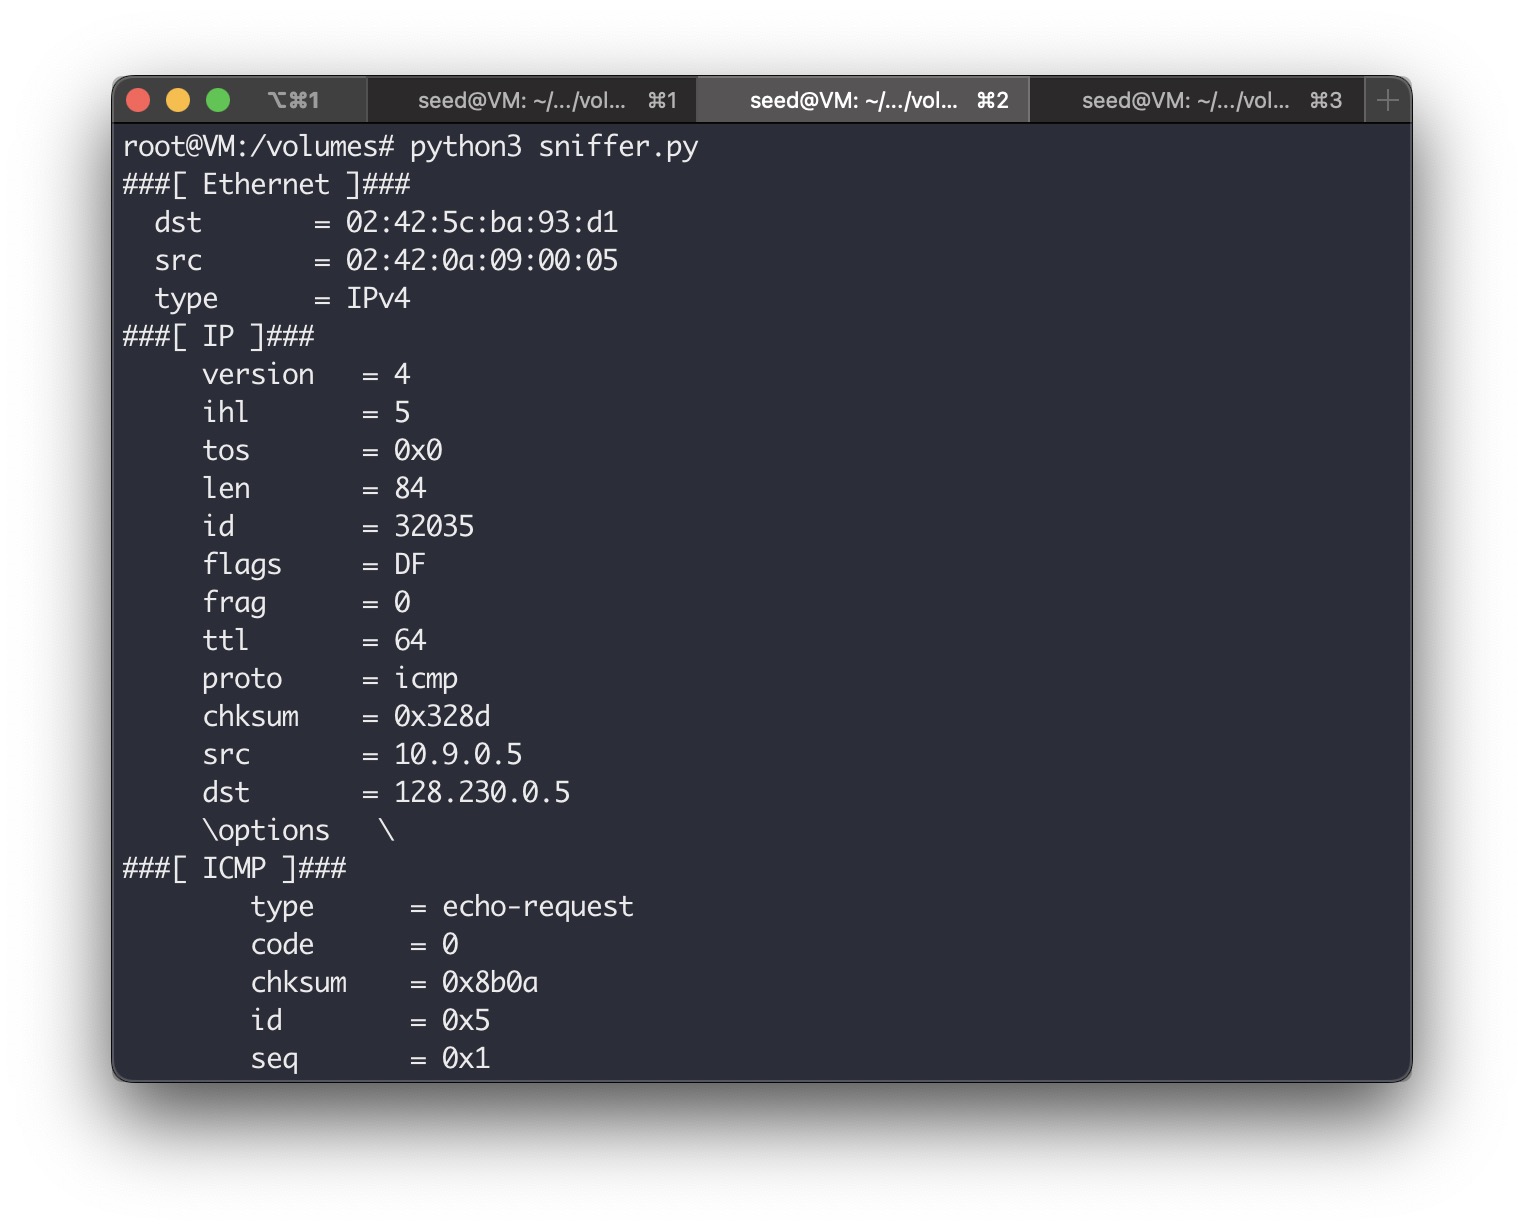 ⌥⌘1 seed@VM: ~/.../vol... ⌘1 seed@VM: ~/.../vol... ⌘2 seed@VM: ~/.../vol... ⌘3
root@VM:/volumes# python3 sniffer.py
###[ Ethernet ]###
  dst       = 02:42:5c:ba:93:d1
  src       = 02:42:0a:09:00:05
  type      = IPv4
###[ IP ]###
     version   = 4
     ihl       = 5
     tos       = 0x0
     len       = 84
     id        = 32035
     flags     = DF
     frag      = 0
     ttl       = 64
     proto     = icmp
     chksum    = 0x328d
     src       = 10.9.0.5
     dst       = 128.230.0.5
     \options   \
###[ ICMP ]###
        type      = echo-request
        code      = 0
        chksum    = 0x8b0a
        id        = 0x5
        seq       = 0x1